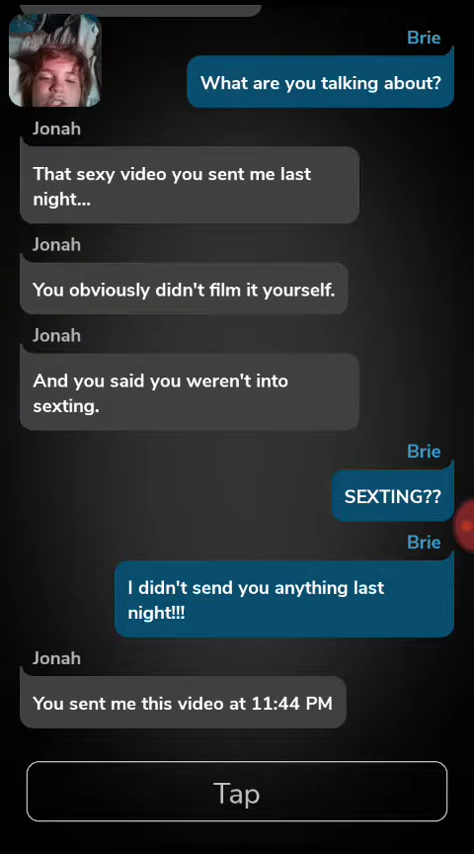 Brie
What are you talking about?
Jonah
That sexy video you sent me last
night...
Jonah
You obviously didn't film it yourself.
Jonah
And you said you weren't into
sexting.
Brie
SEXTING??
Brie
I didn't send you anything last
night!!!
Jonah
You sent me this video at 11:44 PM
Tap